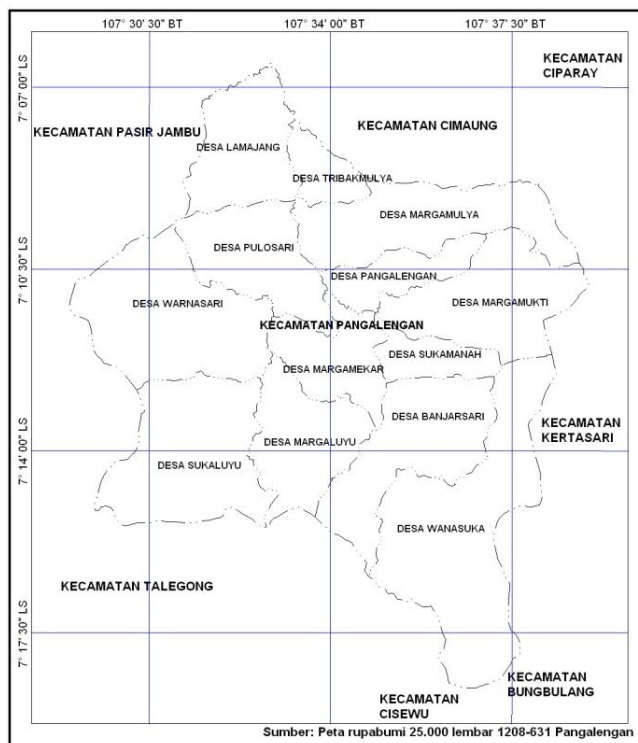 107° 30' 30" BT
107° 34' 00" BT
107° 37' 30" BT
7° 07' 00" LS
KECAMATAN
CIPARAY
KECAMATAN PASIR JAMBU
KECAMATAN CIMAUNG
DESA LAMAJANG
DESA TRIBAKMULYA
DESA MARGAMULYA
DESA PULOSARI
7° 10' 30" LS
DESA PANGALENGAN
DESA WARNASARI
DESA MARGAMUKTI
KECAMATAN PANGALENGAN
DESA SUKAMANAH
DESA MARGAMEKAR
DESA BANJARSARI
KECAMATAN
KERTASARI
DESA MARGALUYU
7° 14' 00" LS
DESA SUKALUYU
DESA WANASUKA
KECAMATAN TALEGONG
7° 17' 30" LS
KECAMATAN
BUNGBULANG
KECAMATAN
CISEWU
Sumber: Peta rupabumi 25.000 lembar 1208-631 Pangalengan